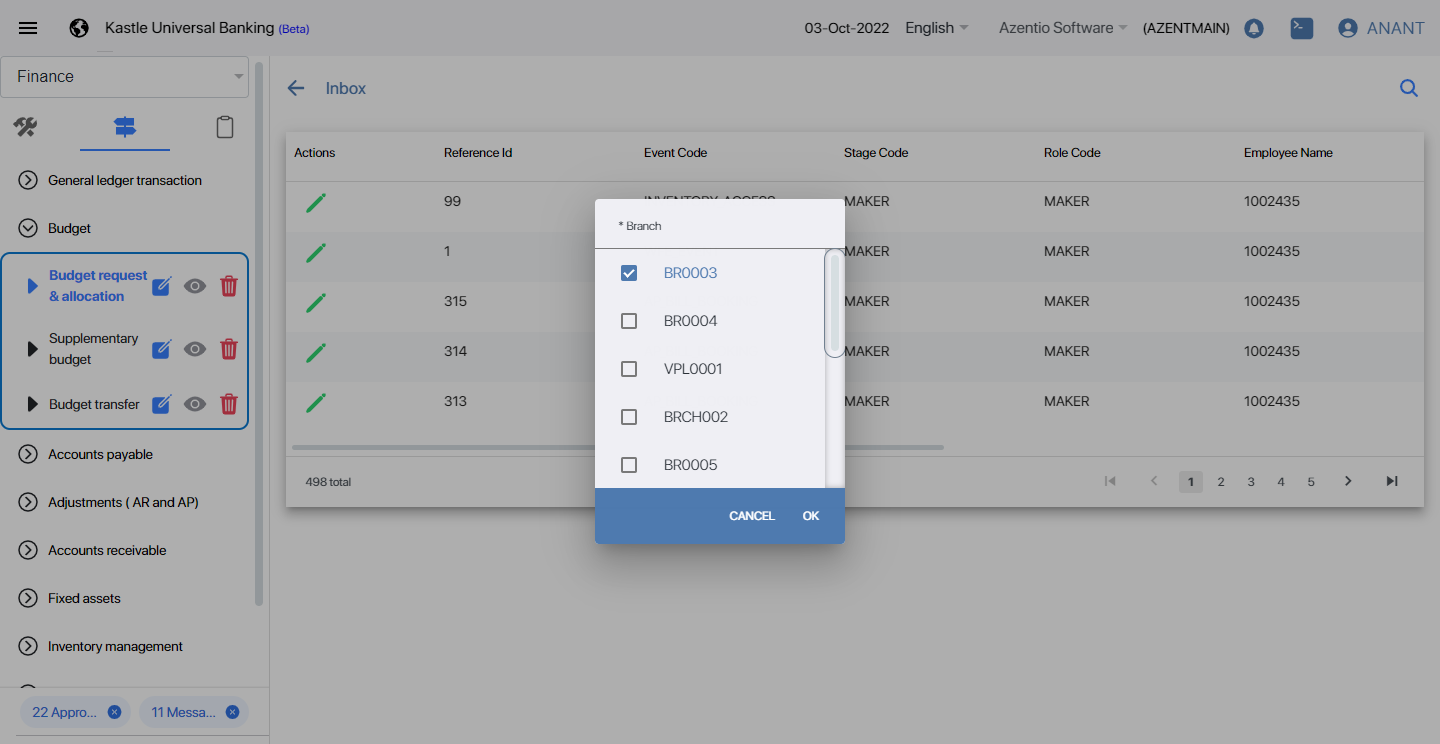 Kastle Universal Banking (Beta)
03-Oct-2022
English
Azentio Software
(AZENTMAIN)
ANANT
Finance
General ledger transaction
Budget
Budget request
& allocation
Supplementary
budget
Budget transfer
Accounts payable
Adjustments ( AR and AP)
Accounts receivable
Fixed assets
Inventory management
22 Appro...
11 Messa...
Inbox
Actions Reference Id Event Code Stage Code Role Code Employee Name
99 INVENTORY_ACCESS MAKER MAKER 1002435
1 MAKER MAKER 1002435
315 MAKER MAKER 1002435
314 MAKER MAKER 1002435
313 MAKER MAKER 1002435
498 total
1 2 3 4 5
* Branch
BR0003
BR0004
VPL0001
BRCH002
BR0005
CANCEL OK